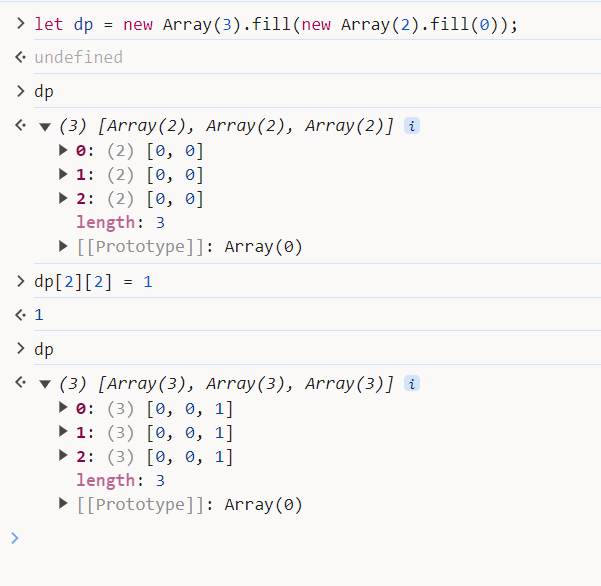 let dp = new Array(3).fill(new Array(2).fill(0));
undefined
dp
(3) [Array(2), Array(2), Array(2)] i
0: (2) [0, 0]
1: (2) [0, 0]
2: (2) [0, 0]
length: 3
[[Prototype]]: Array(0)
dp[2][2] = 1
1
dp
(3) [Array(3), Array(3), Array(3)] i
0: (3) [0, 0, 1]
1: (3) [0, 0, 1]
2: (3) [0, 0, 1]
length: 3
[[Prototype]]: Array(0)